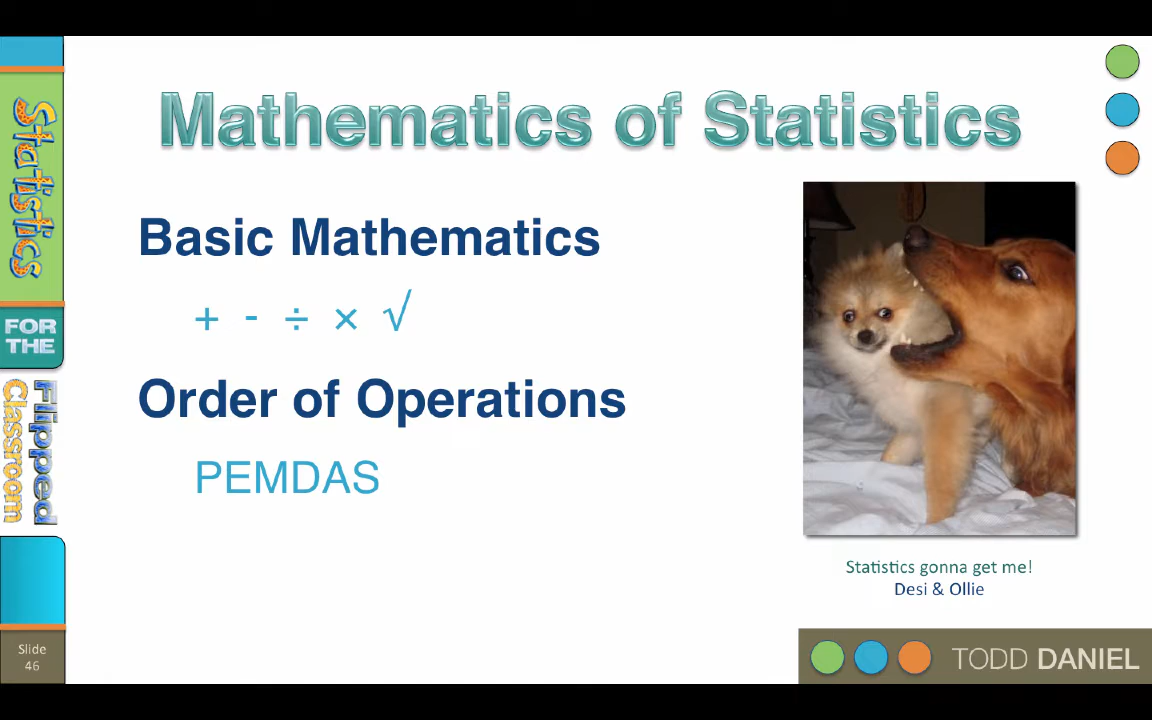 Mathematics of Statistics
Basic Mathematics
+ - ÷ × √
Order of Operations
PEMDAS
Statistics gonna get me!
Desi & Ollie
Statistics
FOR THE
Flipped
Classroom
Slide
46
TODD DANIEL